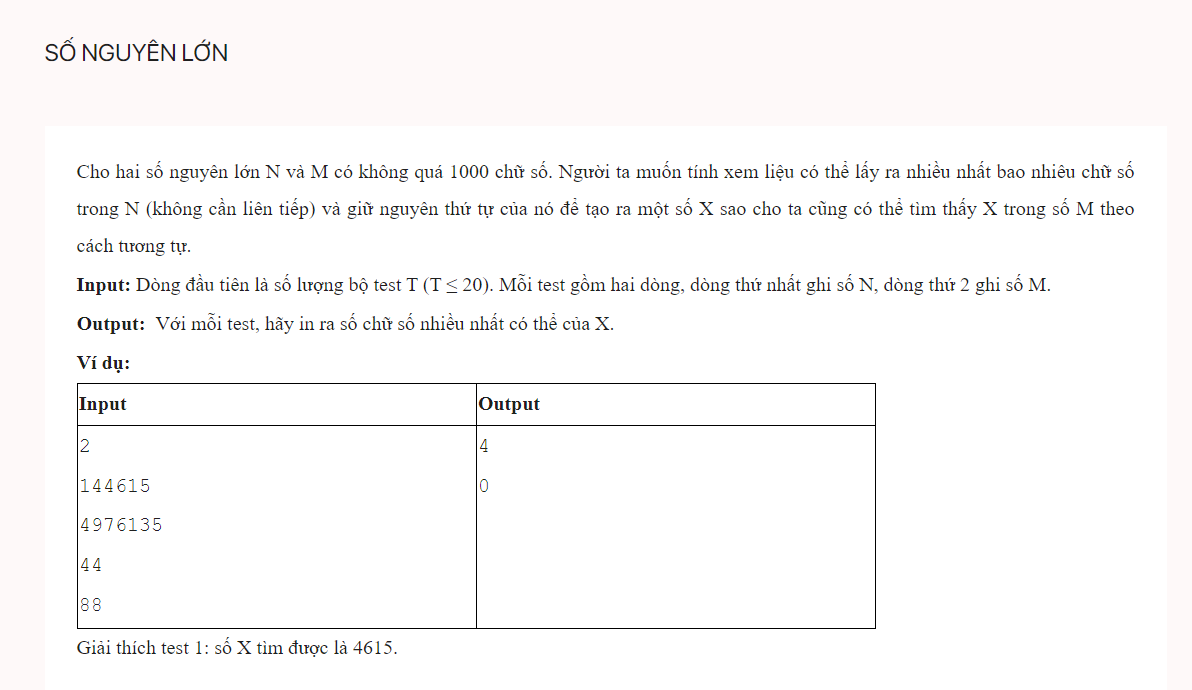 SỐ NGUYÊN LỚN
Cho hai số nguyên lớn N và M có không quá 1000 chữ số. Người ta muốn tính xem liệu có thể lấy ra nhiều nhất bao nhiêu chữ số
trong N (không cần liên tiếp) và giữ nguyên thứ tự của nó để tạo ra một số X sao cho ta cũng có thể tìm thấy X trong số M theo
cách tương tự.
Input: Dòng đầu tiên là số lượng bộ test T (T ≤ 20). Mỗi test gồm hai dòng, dòng thứ nhất ghi số N, dòng thứ 2 ghi số M.
Output: Với mỗi test, hãy in ra số chữ số nhiều nhất có thể của X.
Ví dụ:
Input Output
2 4
144615 0
4976135
44
88
Giải thích test 1: số X tìm được là 4615.